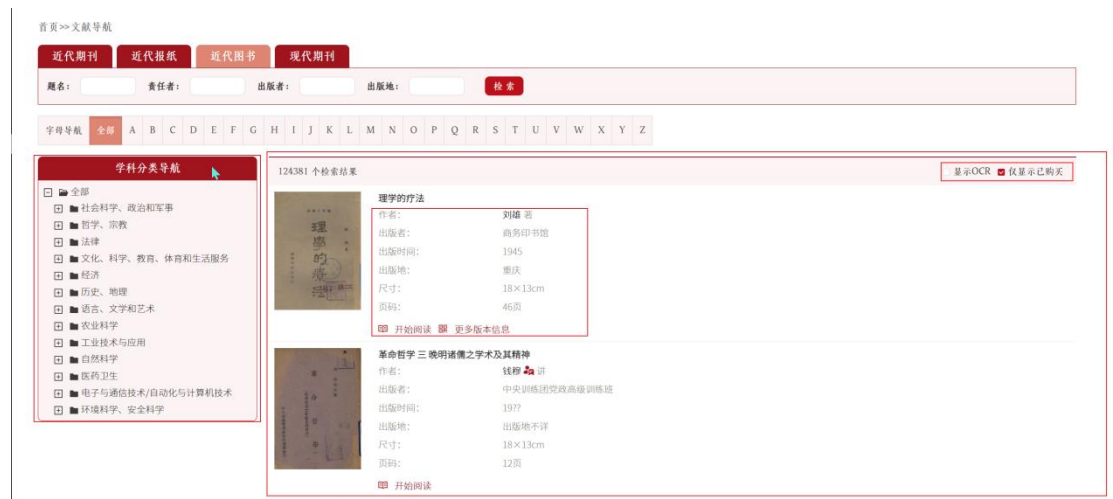 首页>>文献导航
近代期刊 近代报纸 近代图书 现代期刊
题名： 责任者： 出版者： 出版地： 检 索
字母导航 全部 A B C D E F G H I J K L M N O P Q R S T U V W X Y Z
学科分类导航
全部
社会科学、政治和军事
哲学、宗教
法律
文化、科学、教育、体育和生活服务
经济
历史、地理
语言、文学和艺术
农业科学
工业技术与应用
自然科学
医药卫生
电子与通信技术/自动化与计算机技术
环境科学、安全科学
124381 个检索结果 显示OCR 仅显示已购买
理学的疗法
作者： 刘雄 著
出版者： 商务印书馆
出版时间： 1945
出版地： 重庆
尺寸： 18×13cm
页码： 46页
开始阅读 更多版本信息
理學的療法
革命哲学 三 晚明诸儒之学术及其精神
作者： 钱穆 讲
出版者： 中央训练团党政高级训练班
出版时间： 19??
出版地： 出版地不详
尺寸： 18×13cm
页码： 12页
开始阅读